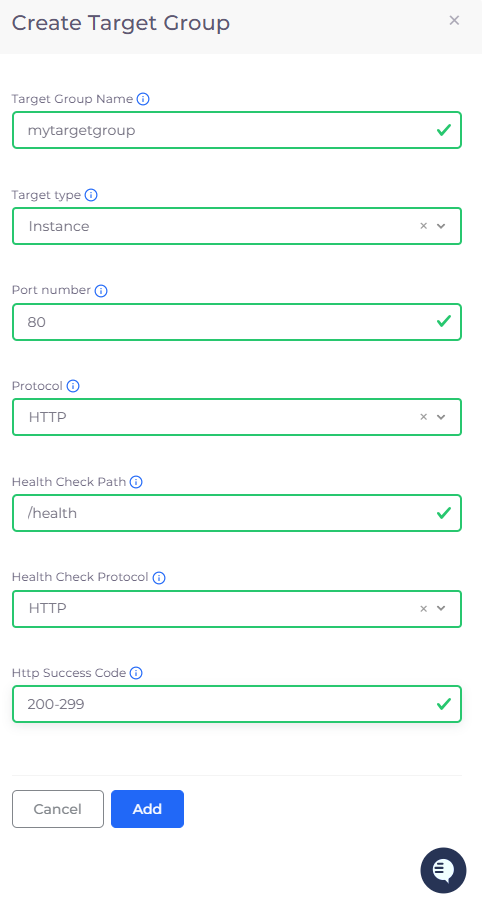 Create Target Group
Target Group Name
mytargetgroup
Target type
Instance
Port number
80
Protocol
HTTP
Health Check Path
/health
Health Check Protocol
HTTP
Http Success Code
200-299
Cancel Add